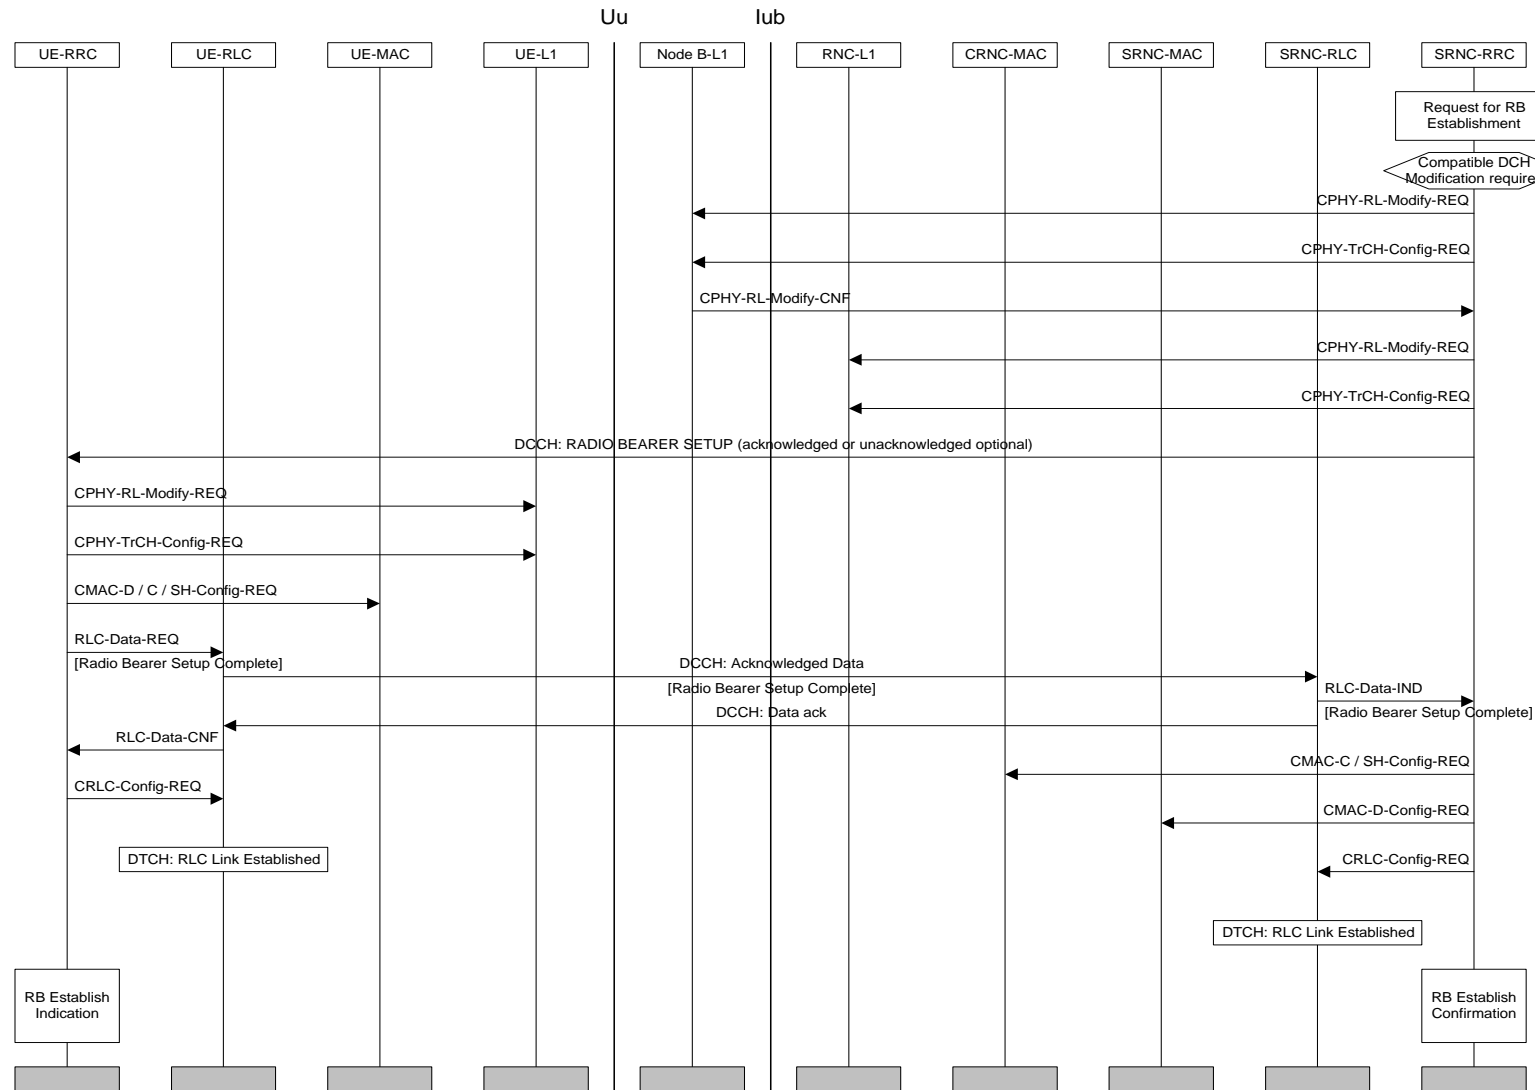 Uu Iub
UE-RRC UE-RLC UE-MAC UE-L1 Node B-L1 RNC-L1 CRNC-MAC SRNC-MAC SRNC-RLC SRNC-RRC
Request for RB
Establishment
Compatible DCH
Modification require
CPHY-RL-Modify-REQ
CPHY-TrCH-Config-REQ
CPHY-RL-Modify-CNF
CPHY-RL-Modify-REQ
CPHY-TrCH-Config-REQ
DCCH: RADIO BEARER SETUP (acknowledged or unacknowledged optional)
CPHY-RL-Modify-REQ
CPHY-TrCH-Config-REQ
CMAC-D / C / SH-Config-REQ
RLC-Data-REQ
[Radio Bearer Setup Complete]
DCCH: Acknowledged Data
[Radio Bearer Setup Complete]
RLC-Data-IND
[Radio Bearer Setup Complete]
DCCH: Data ack
RLC-Data-CNF
CMAC-C / SH-Config-REQ
CRLC-Config-REQ
CMAC-D-Config-REQ
DTCH: RLC Link Established
CRLC-Config-REQ
DTCH: RLC Link Established
RB Establish
Indication
RB Establish
Confirmation